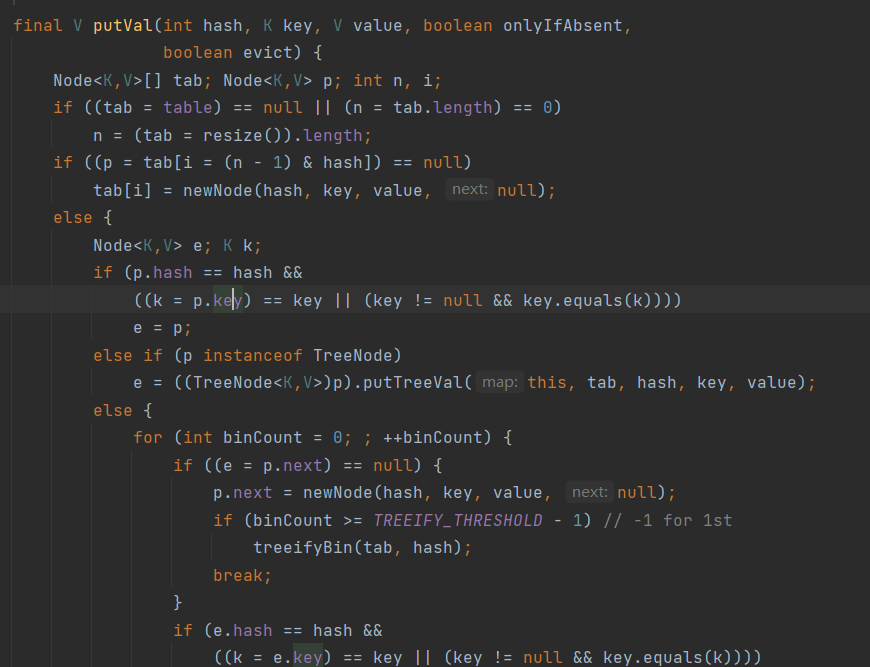 final V putVal(int hash, K key, V value, boolean onlyIfAbsent,
boolean evict) {
Node<K,V>[] tab; Node<K,V> p; int n, i;
if ((tab = table) == null || (n = tab.length) == 0)
n = (tab = resize()).length;
if ((p = tab[i = (n - 1) & hash]) == null)
tab[i] = newNode(hash, key, value, next: null);
else {
Node<K,V> e; K k;
if (p.hash == hash &&
((k = p.key) == key || (key != null && key.equals(k))))
e = p;
else if (p instanceof TreeNode)
e = ((TreeNode<K,V>)p).putTreeVal( map: this, tab, hash, key, value);
else {
for (int binCount = 0; ; ++binCount) {
if ((e = p.next) == null) {
p.next = newNode(hash, key, value, next: null);
if (binCount >= TREEIFY_THRESHOLD - 1) // -1 for 1st
treeifyBin(tab, hash);
break;
}
if (e.hash == hash &&
((k = e.key) == key || (key != null && key.equals(k))))